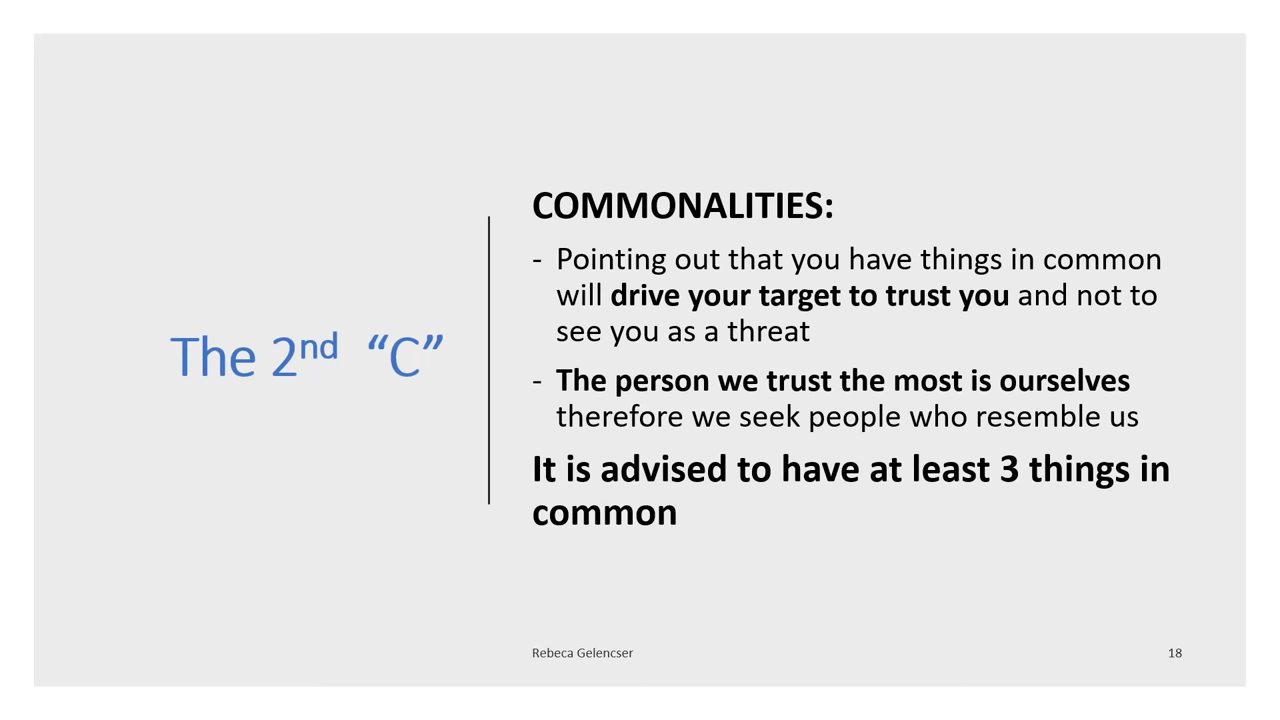 The 2nd “C”
COMMONALITIES:
- Pointing out that you have things in common
will drive your target to trust you and not to
see you as a threat
- The person we trust the most is ourselves
therefore we seek people who resemble us
It is advised to have at least 3 things in
common
Rebeca Gelencser
18